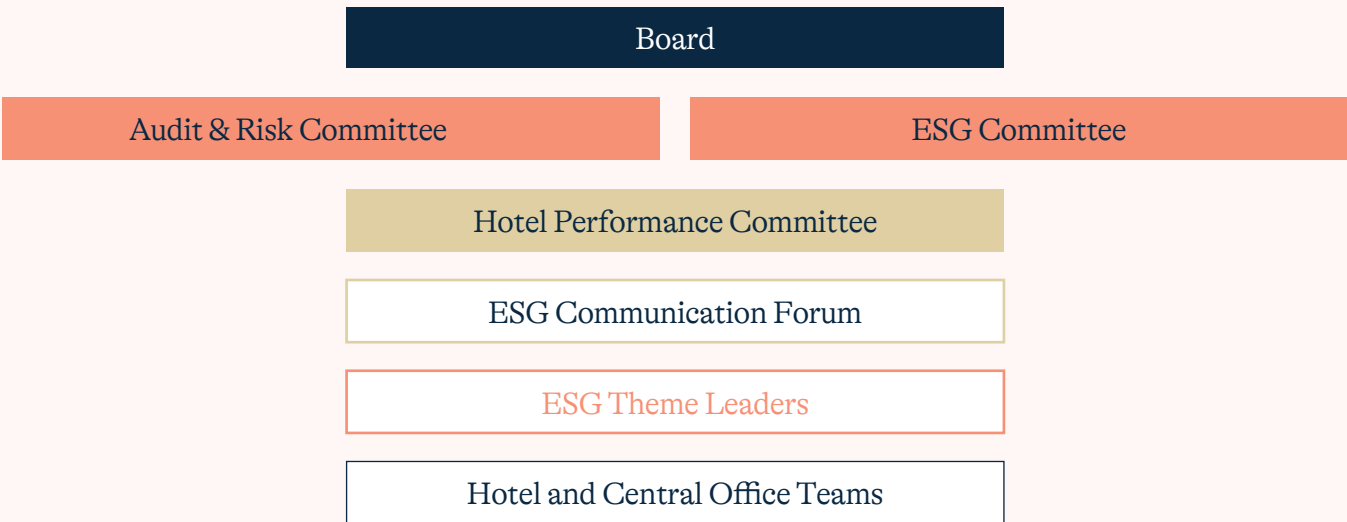 Board
Audit & Risk Committee
ESG Committee
Hotel Performance Committee
ESG Communication Forum
ESG Theme Leaders
Hotel and Central Office Teams